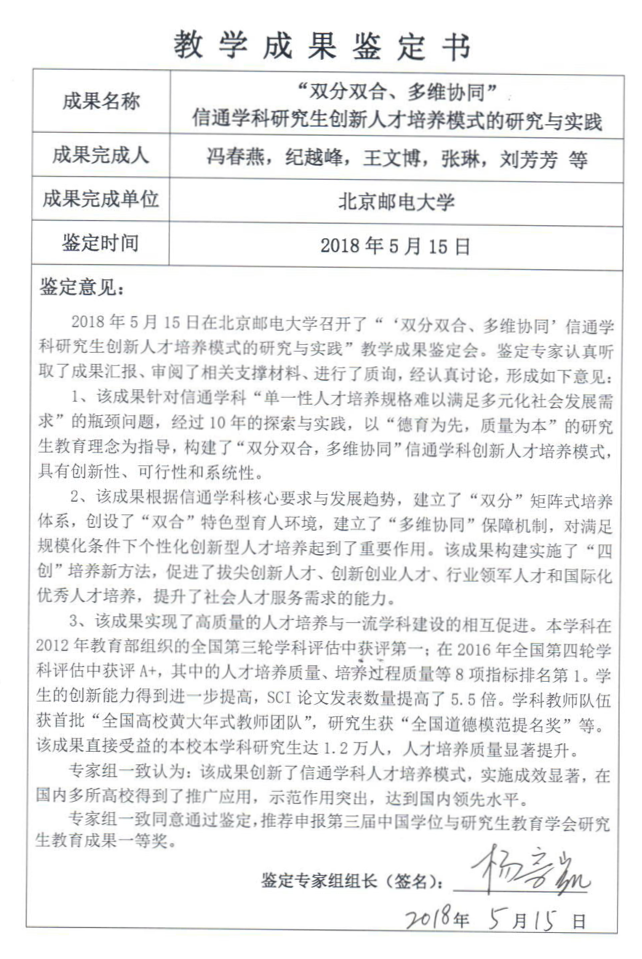 教学成果鉴定书
成果名称
“双分双合、多维协同”
信通学科研究生创新人才培养模式的研究与实践
成果完成人
冯春燕，纪越峰，王文博，张琳，刘芳芳 等
成果完成单位
北京邮电大学
鉴定时间
2018年5月15日
鉴定意见：
2018年5月15日在北京邮电大学召开了“‘双分双合、多维协同’信通学
科研究生创新人才培养模式的研究与实践”教学成果鉴定会。鉴定专家认真听
取了成果汇报、审阅了相关支撑材料、进行了质询，经认真讨论，形成如下意见：
1、该成果针对信通学科“单一性人才培养规格难以满足多元化社会发展需
求”的瓶颈问题，经过10年的探索与实践，以“德育为先，质量为本”的研究
生教育理念为指导，构建了“双分双合，多维协同”信通学科创新人才培养模式，
具有创新性、可行性和系统性。
2、该成果根据信通学科核心要求与发展趋势，建立了“双分”矩阵式培养
体系，创设了“双合”特色型育人环境，建立了“多维协同”保障机制，对满足
规模化条件下个性化创新型人才培养起到了重要作用。该成果构建实施了“四
创”培养新方法，促进了拔尖创新人才、创新创业人才、行业领军人才和国际化
优秀人才培养，提升了社会人才服务需求的能力。
3、该成果实现了高质量的人才培养与一流学科建设的相互促进。本学科在
2012年教育部组织的全国第三轮学科评估中获评第一；在2016年全国第四轮学
科评估中获评A+，其中的人才培养质量、培养过程质量等8项指标排名第1。学
生的创新能力得到进一步提高，SCI论文发表数量提高了5.5倍。学科教师队伍
获首批“全国高校黄大年式教师团队”，研究生获“全国道德模范提名奖”等。
该成果直接受益的本校本学科研究生达1.2万人，人才培养质量显著提升。
专家组一致认为：该成果创新了信通学科人才培养模式，实施成效显著，在
国内多所高校得到了推广应用，示范作用突出，达到国内领先水平。
专家组一致同意通过鉴定，推荐申报第三届中国学位与研究生教育学会研究
生教育成果一等奖。
鉴定专家组组长（签名）：
2018年 5月15日